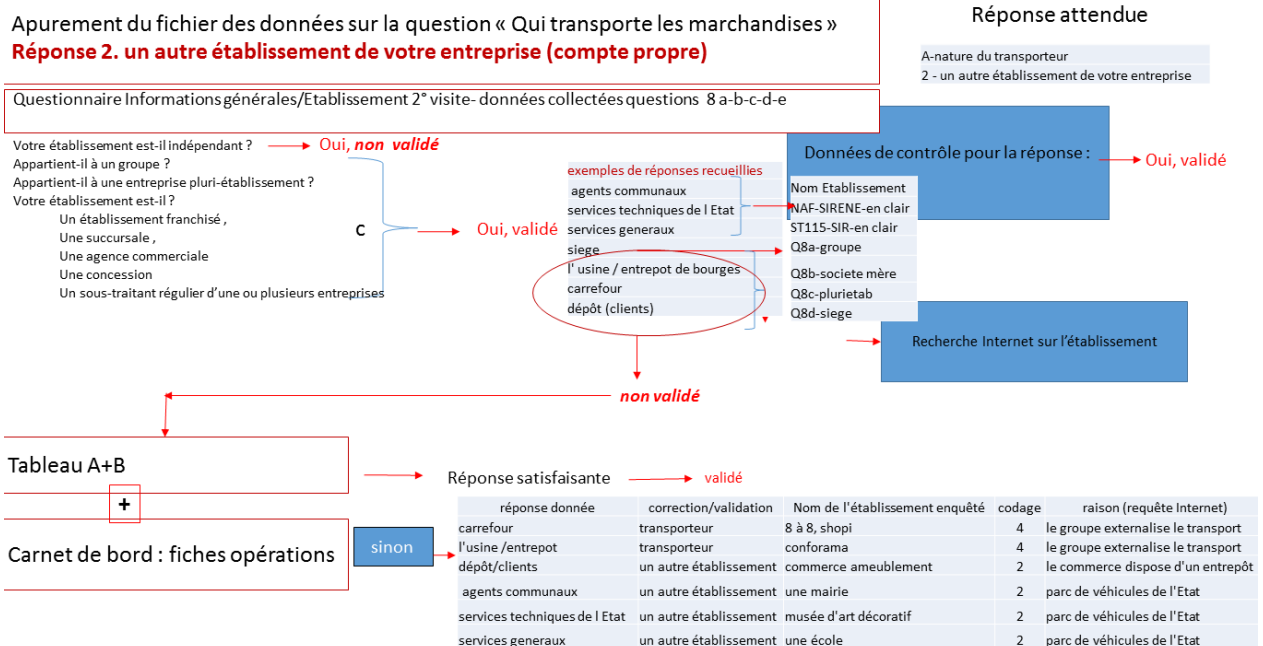 Apurement du fichier des données sur la question « Qui transporte les marchandises »
Réponse 2. un autre établissement de votre entreprise (compte propre)
Réponse attendue
A-nature du transporteur
2 - un autre établissement de votre entreprise
Questionnaire Informations générales/Etablissement 2° visite- données collectées questions 8 a-b-c-d-e
Votre établissement est-il indépendant ?
Oui, non validé
Appartient-il à un groupe ?
Appartient-il à une entreprise pluri-établissement ?
Votre établissement est-il ?
Un établissement franchisé ,
Une succursale ,
Une agence commerciale
Une concession
Un sous-traitant régulier d'une ou plusieurs entreprises
C
Oui, validé
exemples de réponses recueillies
agents communaux
services techniques de l Etat
services generaux
siege
l' usine / entrepot de bourges
carrefour
dépôt (clients)
Données de contrôle pour la réponse :
Oui, validé
Nom Etablissement
NAF-SIRENE-en clair
ST115-SIR-en clair
Q8a-groupe
Q8b-societe mère
Q8c-plurietab
Q8d-siege
Recherche Internet sur l'établissement
non validé
Tableau A+B
+
Carnet de bord : fiches opérations
Réponse satisfaisante
validé
sinon
réponse donnée correction/validation Nom de l'établissement enquêté codage raison (requête Internet)
carrefour transporteur 8 à 8, shopi 4 le groupe externalise le transport
l'usine /entrepot transporteur conforama 4 le groupe externalise le transport
dépôt/clients un autre établissement commerce ameublement 2 le commerce dispose d'un entrepôt
agents communaux un autre établissement une mairie 2 parc de véhicules de l'Etat
services techniques de l Etat un autre établissement musée d'art décoratif 2 parc de véhicules de l'Etat
services generaux un autre établissement une école 2 parc de véhicules de l'Etat